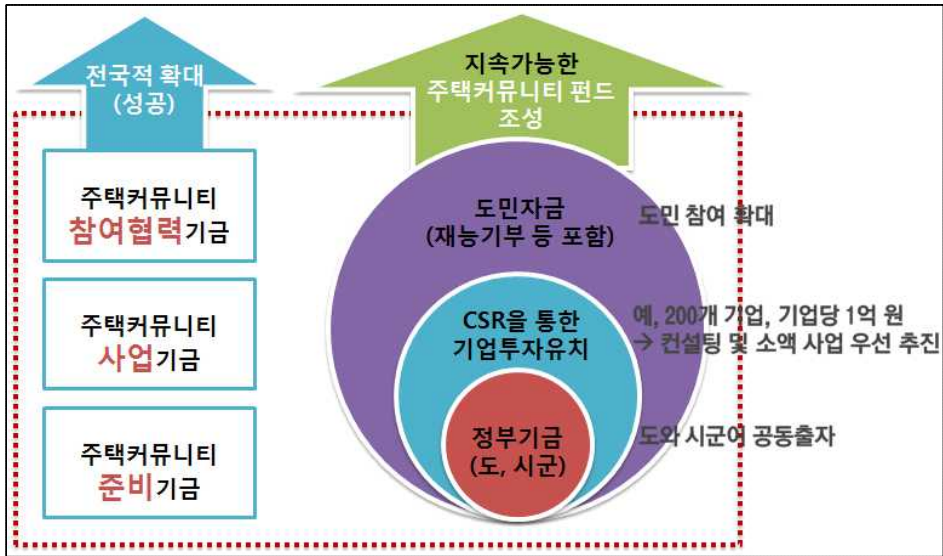 전국적 확대
(성공)
주택커뮤니티
참여협력기금
주택커뮤니티
사업기금
주택커뮤니티
준비기금
지속가능한
주택커뮤니티 펀드
조성
도민자금
(재능기부 등 포함)
도민 참여 확대
CSR을 통한
기업투자유치
예, 200개 기업, 기업당 1억 원
→ 컨설팅 및 소액 사업 우선 추진
정부기금
(도, 시군)
도와 시군이 공동출자